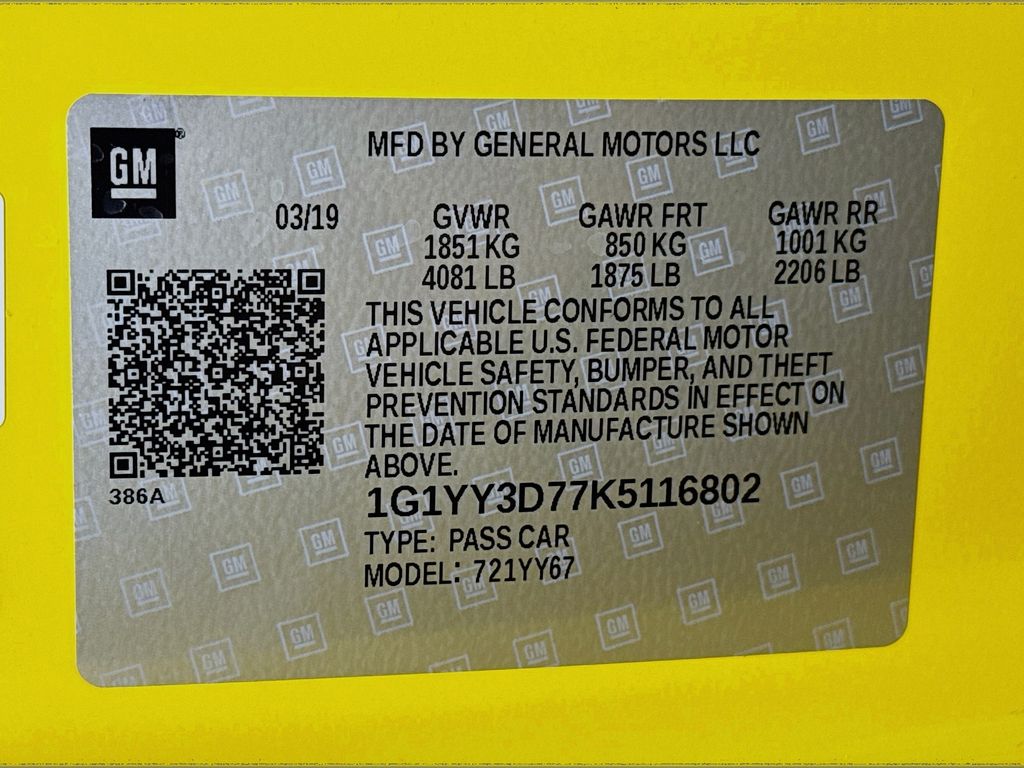 GM
MFD BY GENERAL MOTORS LLC
03/19
GVWR GAWR FRT GAWR RR
1851 KG 850 KG 1001 KG
4081 LB 1875 LB 2206 LB
THIS VEHICLE CONFORMS TO ALL
APPLICABLE U.S. FEDERAL MOTOR
VEHICLE SAFETY, BUMPER, AND THEFT
PREVENTION STANDARDS IN EFFECT ON
THE DATE OF MANUFACTURE SHOWN
ABOVE.
386A
1G1YY3D77K5116802
TYPE: PASS CAR
MODEL: 721YY67